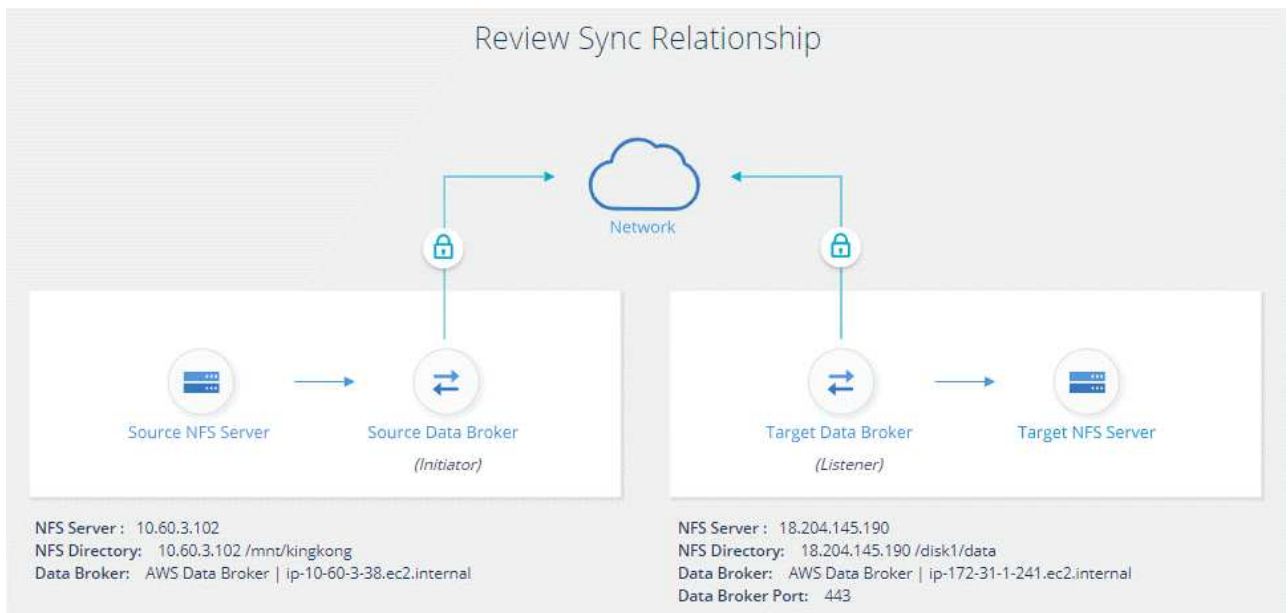 Review Sync Relationship
Network
Source NFS Server
Source Data Broker
(Initiator)
Target Data Broker
(Listener)
Target NFS Server
NFS Server : 10.60.3.102
NFS Directory: 10.60.3.102 /mnt/kingkong
Data Broker: AWS Data Broker | ip-10-60-3-38.ec2.internal
NFS Server : 18.204.145.190
NFS Directory: 18.204.145.190 /disk1/data
Data Broker: AWS Data Broker | ip-172-31-1-241.ec2.internal
Data Broker Port: 443